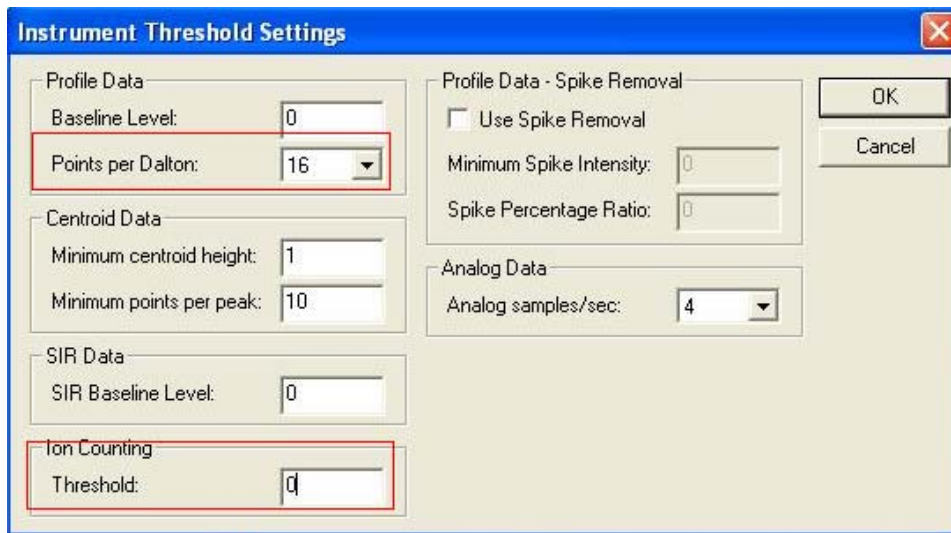 Instrument Threshold Settings
Profile Data
Baseline Level: 0
Points per Dalton: 16
Centroid Data
Minimum centroid height: 1
Minimum points per peak: 10
SIR Data
SIR Baseline Level: 0
Ion Counting
Threshold: 0
Profile Data - Spike Removal
Use Spike Removal
Minimum Spike Intensity: 0
Spike Percentage Ratio: 0
Analog Data
Analog samples/sec: 4
OK
Cancel